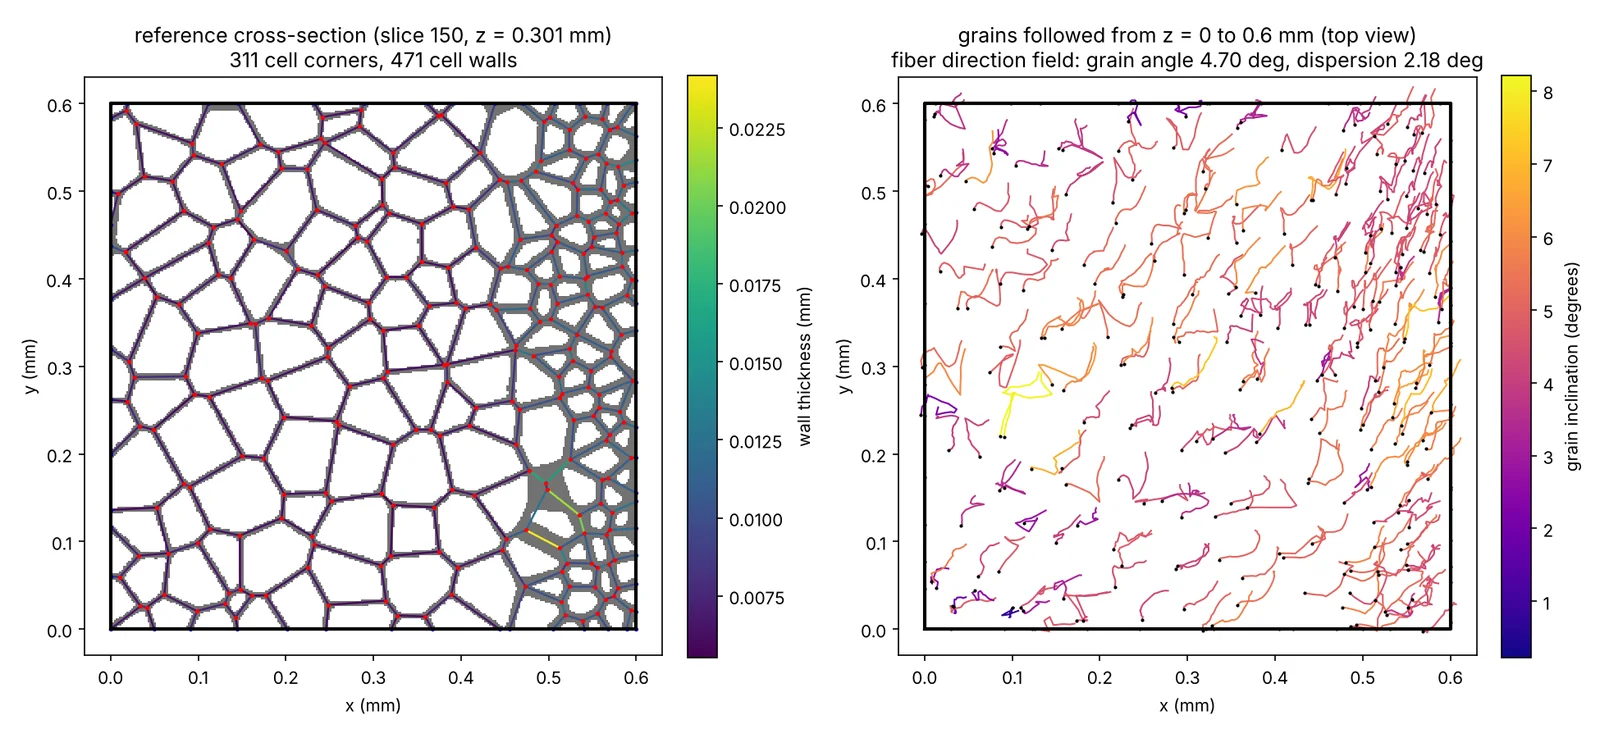 reference cross-section (slice 150, z = 0.301 mm)
311 cell corners, 471 cell walls
0.6
0.5
0.4
0.3
0.2
0.1
0.0
y (mm)
0.0 0.1 0.2 0.3 0.4 0.5 0.6
x (mm)
0.0225
0.0200
0.0175
0.0150
0.0125
0.0100
0.0075
wall thickness (mm)
grains followed from z = 0 to 0.6 mm (top view)
fiber direction field: grain angle 4.70 deg, dispersion 2.18 deg
0.6
0.5
0.4
0.3
0.2
0.1
0.0
y (mm)
0.0 0.1 0.2 0.3 0.4 0.5 0.6
x (mm)
8
7
6
5
4
3
2
1
grain inclination (degrees)